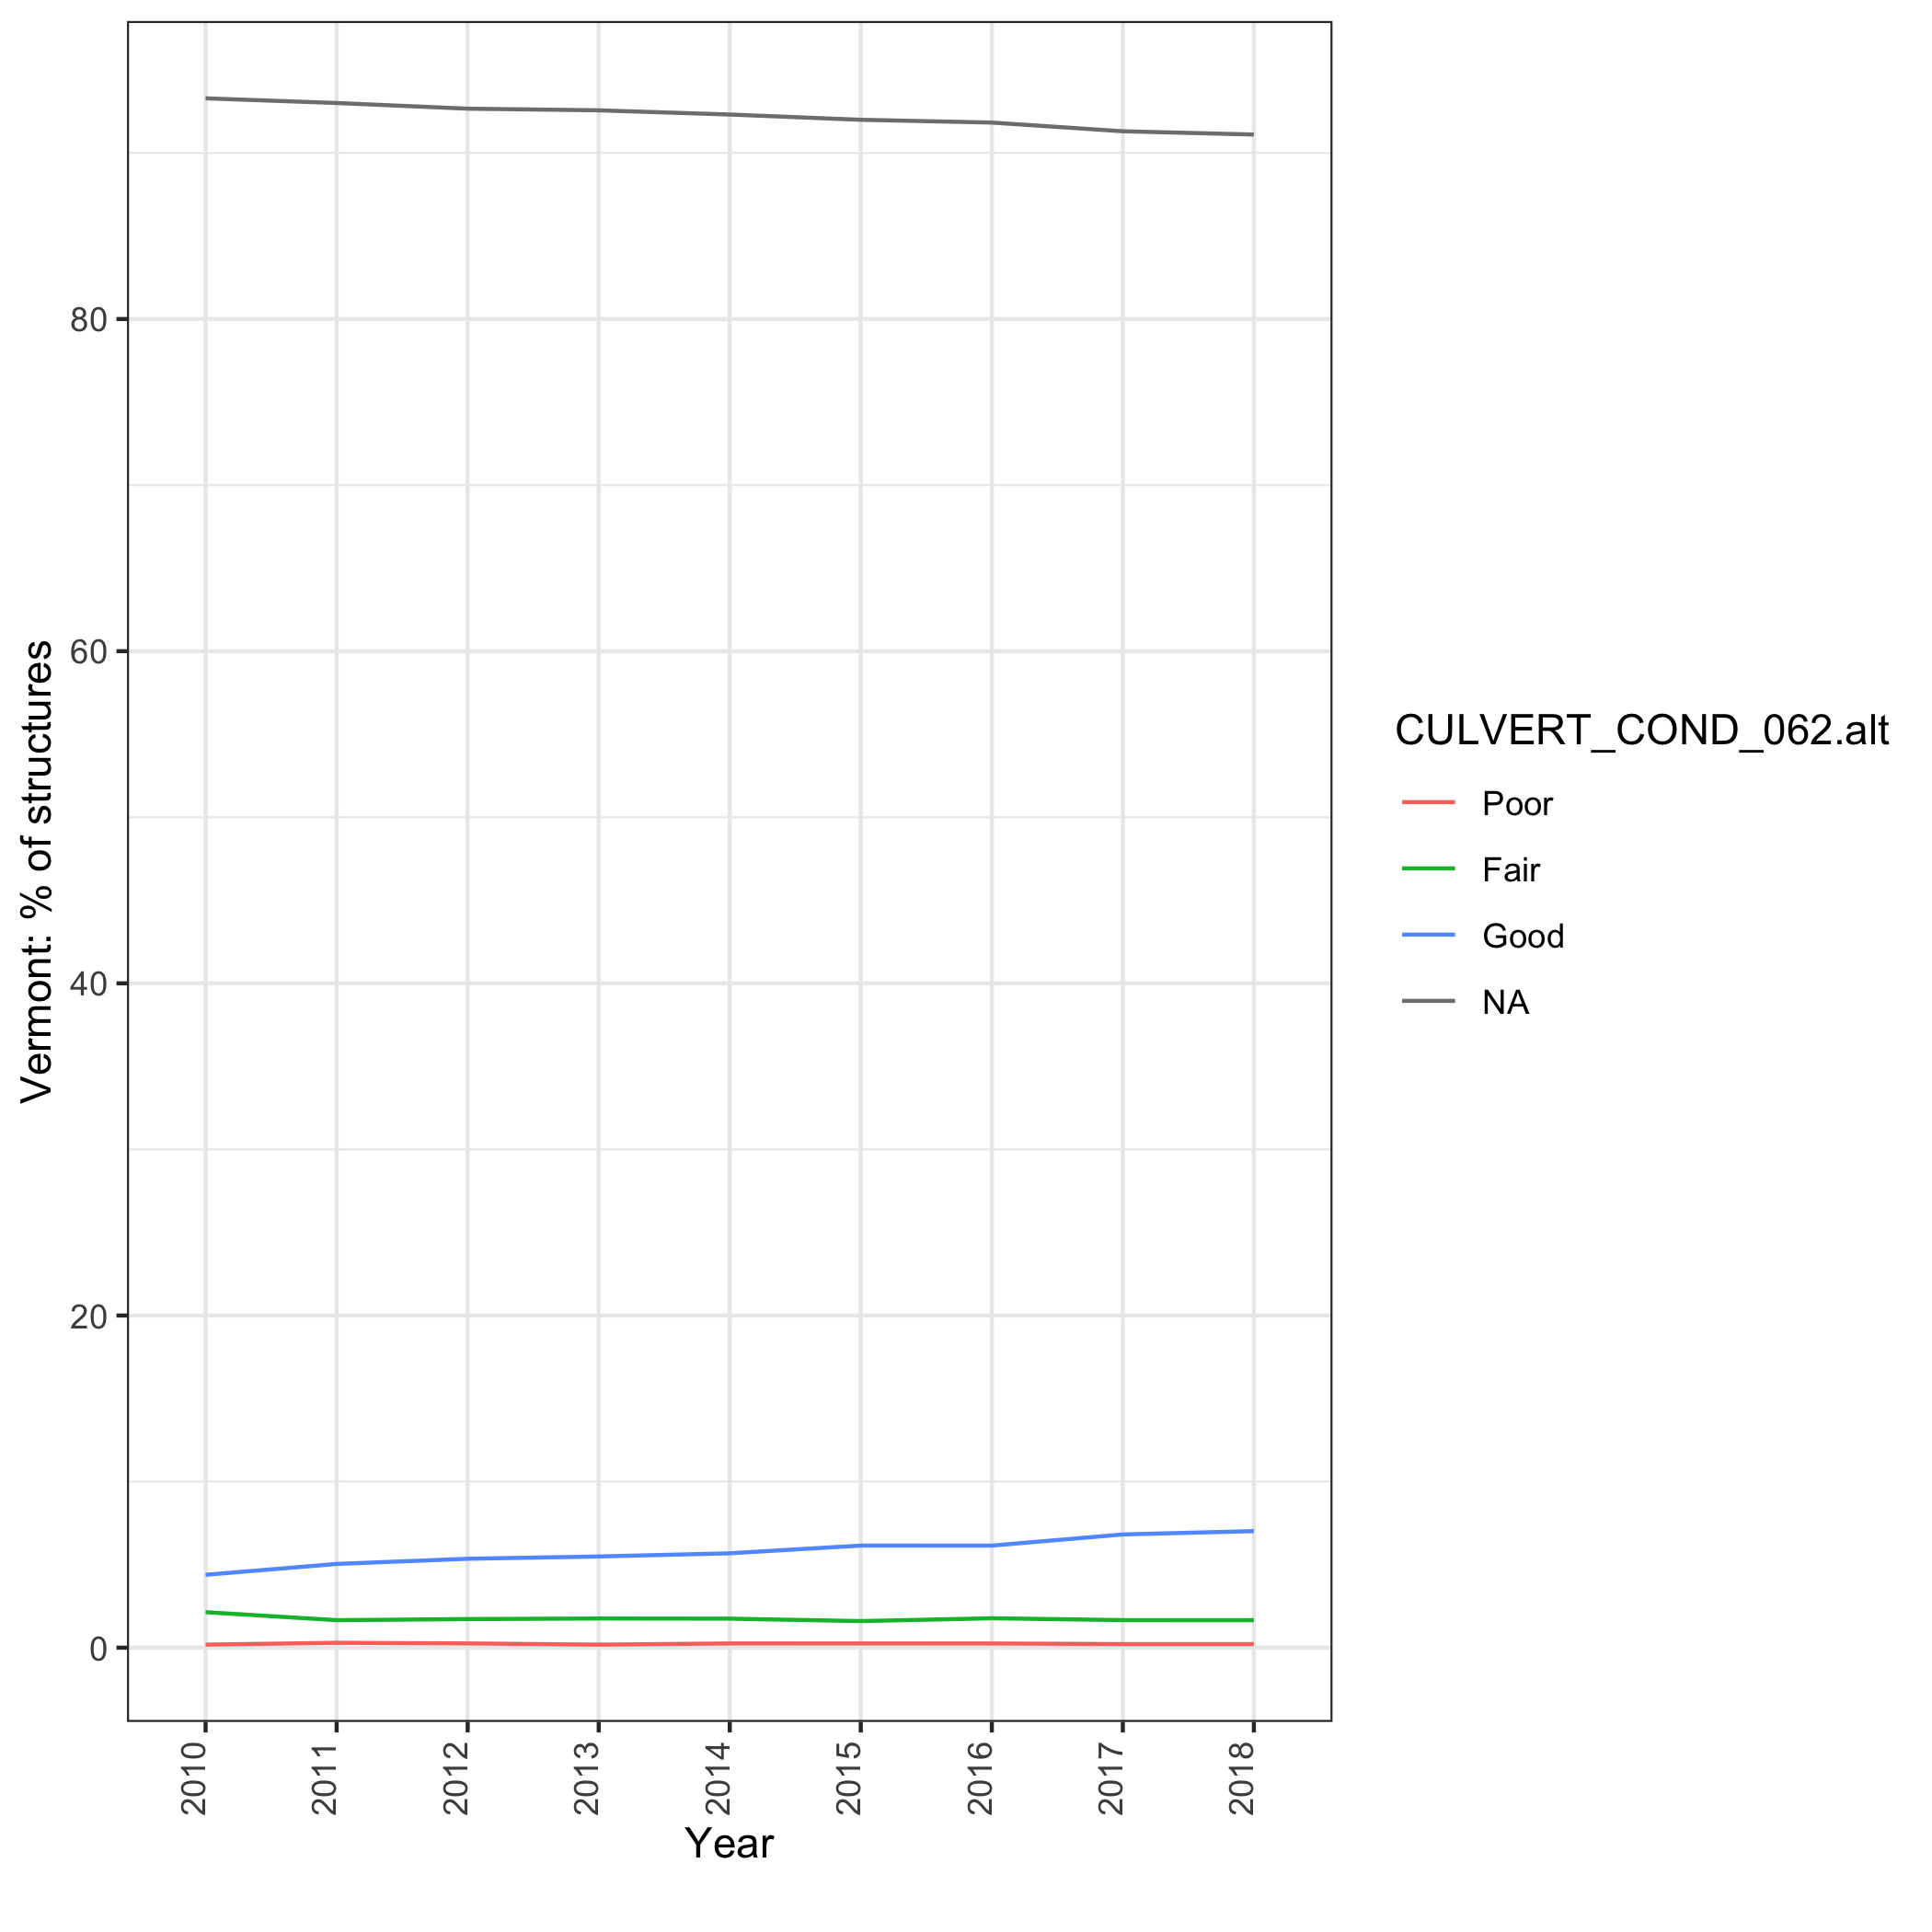 Vermont: % of structures
80
60
40
20
0
2010 2011 2012 2013 2014 2015 2016 2017 2018
Year
CULVERT_COND_062.alt
Poor
Fair
Good
NA